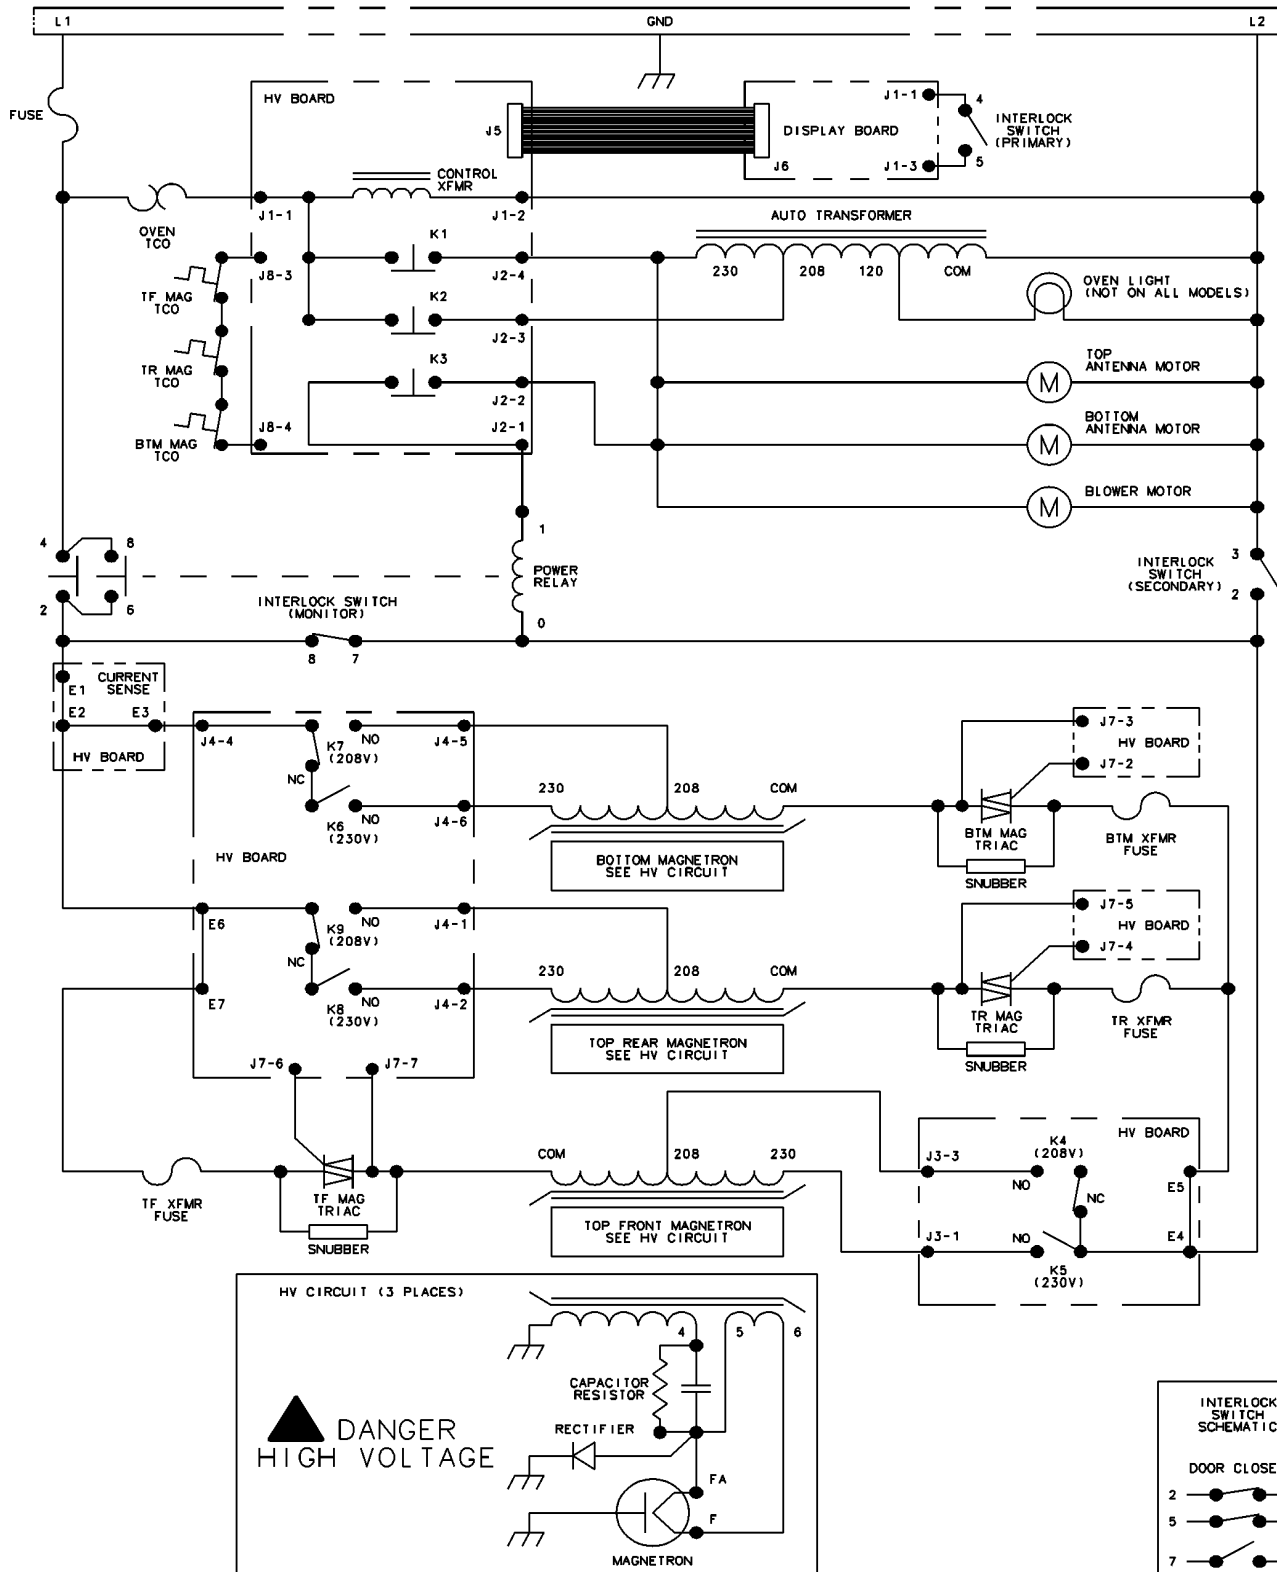 L1
GND
L2
FUSE
HV BOARD
J5
J6
DISPLAY BOARD
J1-1
J1-3
4
5
INTERLOCK
SWITCH
(PRIMARY)
CONTROL
XFMR
J1-1
J1-2
OVEN
TCO
AUTO TRANSFORMER
K1
J8-3
J2-4
230
208
120
COM
OVEN LIGHT
(NOT ON ALL MODELS)
TF MAG
TCO
K2
J2-3
TR MAG
TCO
K3
J2-2
TOP
ANTENNA MOTOR
M
BTM MAG
TCO
J8-4
J2-1
BOTTOM
ANTENNA MOTOR
M
BLOWER MOTOR
M
4
8
2
6
1
POWER
RELAY
0
INTERLOCK SWITCH
(MONITOR)
8
7
3
INTERLOCK
SWITCH
(SECONDARY)
2
E1
CURRENT
SENSE
E2
E3
HV BOARD
J4-4
K7
(208V)
NO
J4-5
NC
K6
(230V)
NO
J4-6
HV BOARD
230
208
COM
BOTTOM MAGNETRON
SEE HV CIRCUIT
J7-3
HV BOARD
J7-2
BTM MAG
TRIAC
SNUBBER
BTM XFMR
FUSE
E6
K9
(208V)
NO
J4-1
NC
E7
K8
(230V)
NO
J4-2
230
208
COM
TOP REAR MAGNETRON
SEE HV CIRCUIT
J7-5
HV BOARD
J7-4
TR MAG
TRIAC
SNUBBER
TR XFMR
FUSE
J7-6
J7-7
TF XFMR
FUSE
TF MAG
TRIAC
SNUBBER
COM
208
230
TOP FRONT MAGNETRON
SEE HV CIRCUIT
HV BOARD
J3-3
K4
(208V)
NO
E5
NC
J3-1
NO
K5
(230V)
E4
HV CIRCUIT (3 PLACES)
4
5
6
CAPACITOR
RESISTOR
RECTIFIER
DANGER
HIGH VOLTAGE
FA
F
MAGNETRON
INTERLOCK
SWITCH
SCHEMATIC
DOOR CLOSE
2
5
7